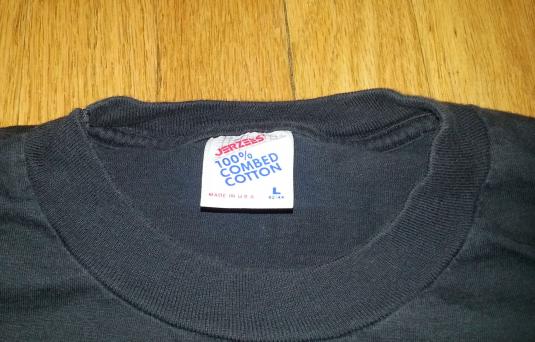 JERZEES
100%
COMBED
COTTON
L
MADE IN U.S.A. 42-44